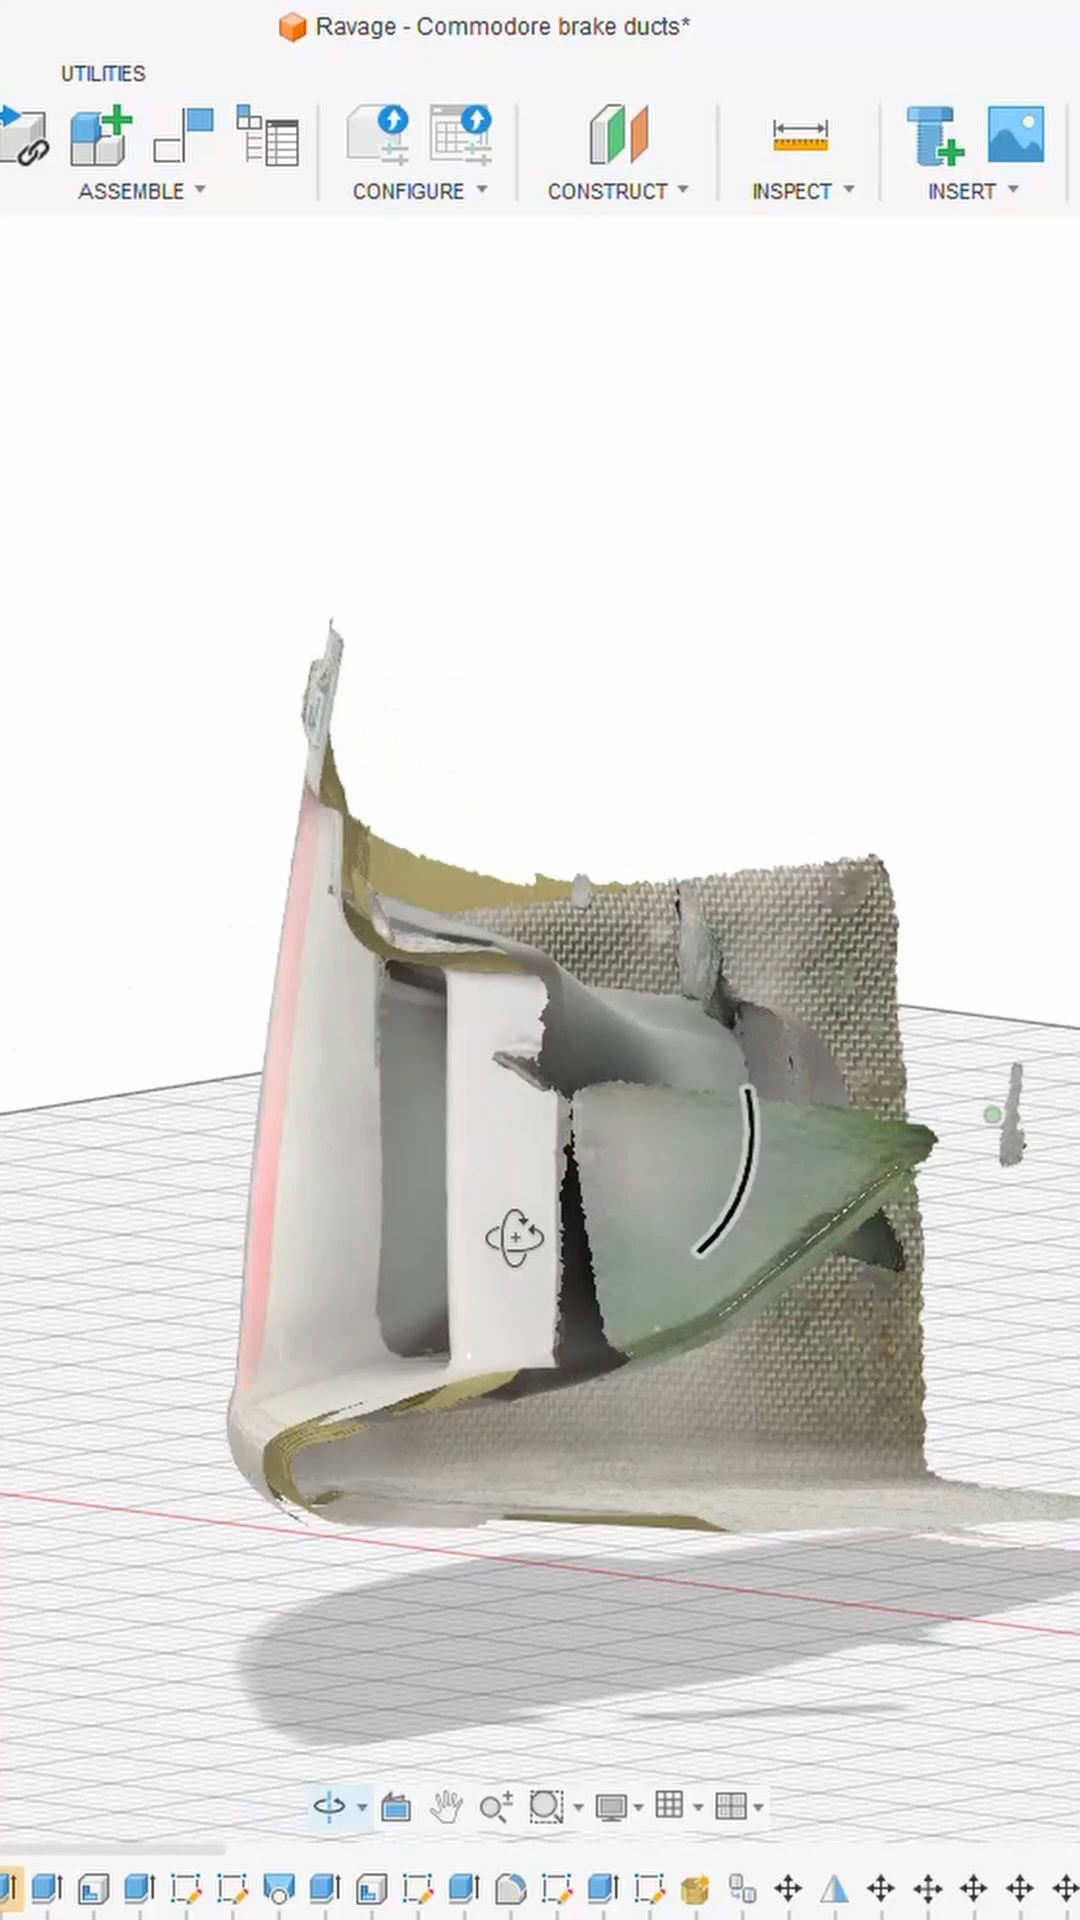 Ravage - Commodore brake ducts*
UTILITIES
ASSEMBLE
CONFIGURE
CONSTRUCT
INSPECT
INSERT